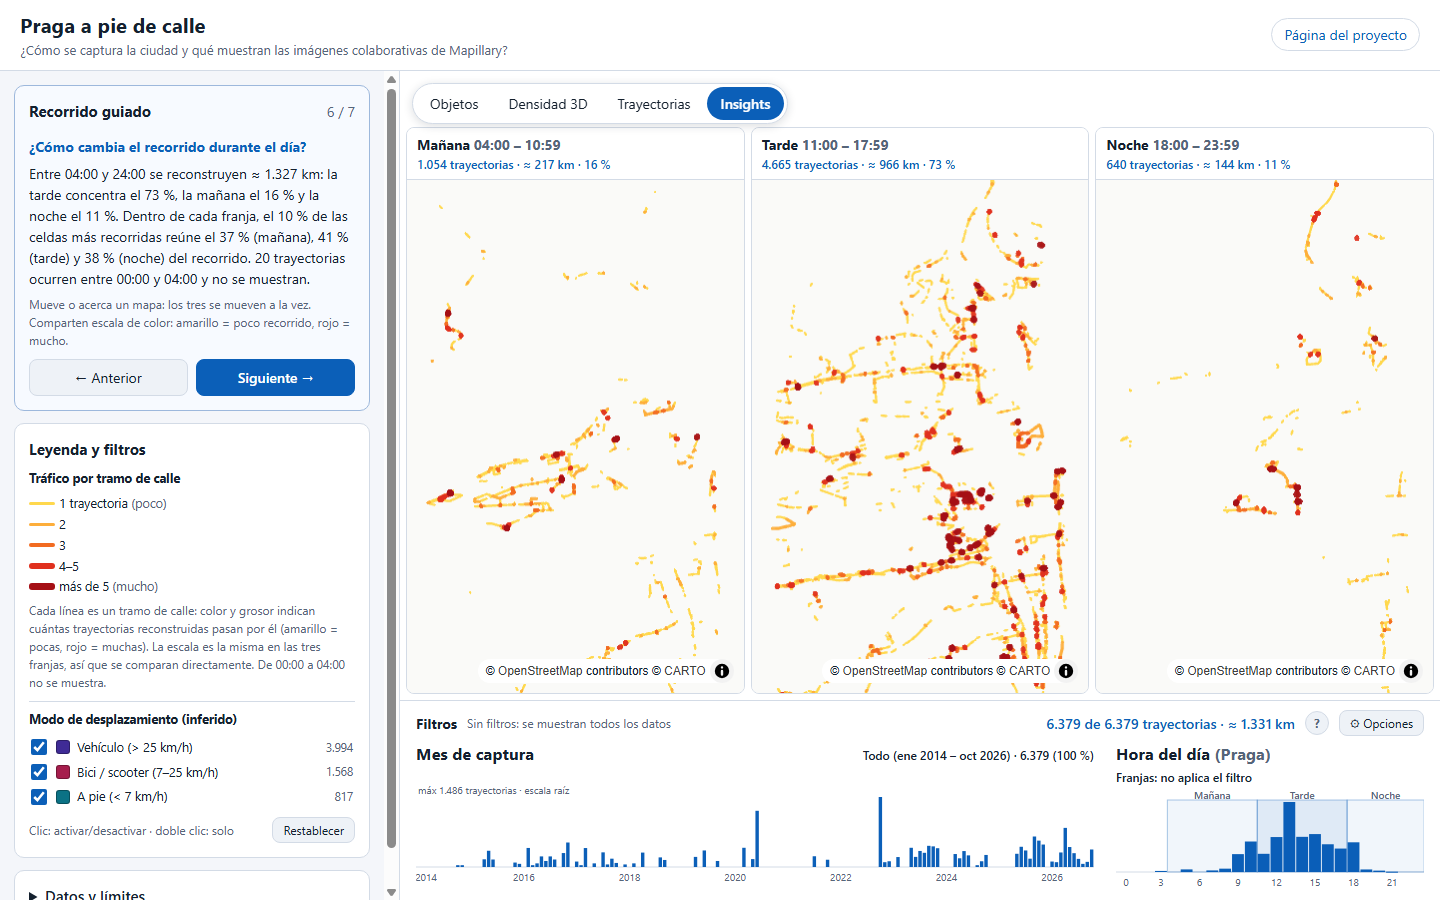 Praga a pie de calle
¿Cómo se captura la ciudad y qué muestran las imágenes colaborativas de Mapillary?
Página del proyecto
Recorrido guiado
6 / 7
¿Cómo cambia el recorrido durante el día?
Entre 04:00 y 24:00 se reconstruyen ≈ 1.327 km: la
tarde concentra el 73 %, la mañana el 16 % y la
noche el 11 %. Dentro de cada franja, el 10 % de las
celdas más recorridas reúne el 37 % (mañana), 41 %
(tarde) y 38 % (noche) del recorrido. 20 trayectorias
ocurren entre 00:00 y 04:00 y no se muestran.
Mueve o acerca un mapa: los tres se mueven a la vez.
Comparten escala de color: amarillo = poco recorrido, rojo =
mucho.
← Anterior
Siguiente →
Leyenda y filtros
Tráfico por tramo de calle
1 trayectoria (poco)
2
3
4–5
más de 5 (mucho)
Cada línea es un tramo de calle: color y grosor indican
cuántas trayectorias reconstruidas pasan por él (amarillo =
pocas, rojo = muchas). La escala es la misma en las tres
franjas, así que se comparan directamente. De 00:00 a 04:00
no se muestra.
Modo de desplazamiento (inferido)
Vehículo (> 25 km/h) 3.994
Bici / scooter (7–25 km/h) 1.568
A pie (< 7 km/h) 817
Clic: activar/desactivar · doble clic: solo
Restablecer
Datos y límites
Objetos
Densidad 3D
Trayectorias
Insights
Mañana 04:00 – 10:59
1.054 trayectorias · ≈ 217 km · 16 %
© OpenStreetMap contributors © CARTO
Tarde 11:00 – 17:59
4.665 trayectorias · ≈ 966 km · 73 %
© OpenStreetMap contributors © CARTO
Noche 18:00 – 23:59
640 trayectorias · ≈ 144 km · 11 %
© OpenStreetMap contributors © CARTO
Filtros
Sin filtros: se muestran todos los datos
6.379 de 6.379 trayectorias · ≈ 1.331 km
?
⚙ Opciones
Mes de captura
Todo (ene 2014 – oct 2026) · 6.379 (100 %)
máx 1.486 trayectorias · escala raíz
2014 2016 2018 2020 2022 2024 2026
Hora del día (Praga)
Franjas: no aplica el filtro
Mañana Tarde Noche
0 3 6 9 12 15 18 21